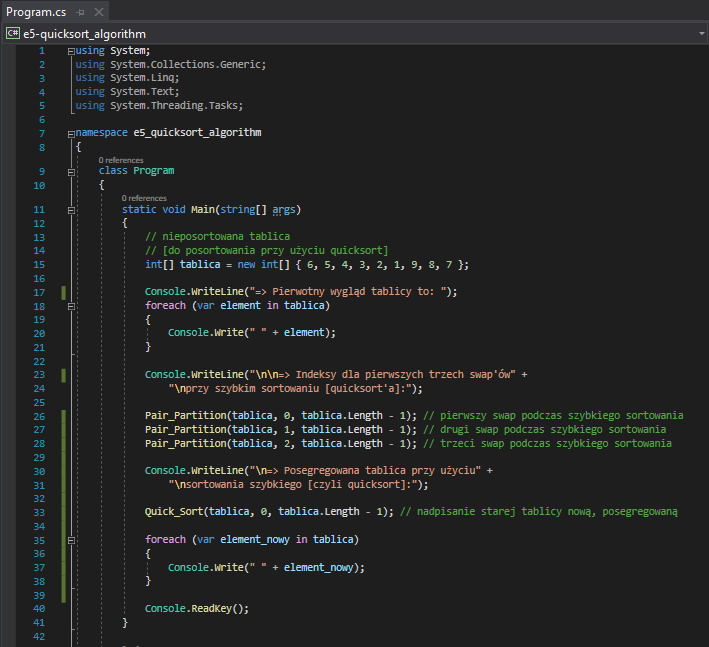 Program.cs
C# e5-quicksort_algorithm
1 using System;
2 using System.Collections.Generic;
3 using System.Linq;
4 using System.Text;
5 using System.Threading.Tasks;
6
7 namespace e5_quicksort_algorithm
8 {
0 references
9 class Program
10 {
0 references
11 static void Main(string[] args)
12 {
13 // nieposortowana tablica
14 // [do posortowania przy użyciu quicksort]
15 int[] tablica = new int[] { 6, 5, 4, 3, 2, 1, 9, 8, 7 };
16
17 Console.WriteLine("=> Pierwotny wygląd tablicy to: ");
18 foreach (var element in tablica)
19 {
20 Console.Write(" " + element);
21 }
22
23 Console.WriteLine("\n\n=> Indeksy dla pierwszych trzech swap'ów" +
24 "\nprzy szybkim sortowaniu [quicksort'a]:");
25
26 Pair_Partition(tablica, 0, tablica.Length - 1); // pierwszy swap podczas szybkiego sortowania
27 Pair_Partition(tablica, 1, tablica.Length - 1); // drugi swap podczas szybkiego sortowania
28 Pair_Partition(tablica, 2, tablica.Length - 1); // trzeci swap podczas szybkiego sortowania
29
30 Console.WriteLine("\n=> Posegregowana tablica przy użyciu" +
31 "\nsortowania szybkiego [czyli quicksort]:");
32
33 Quick_Sort(tablica, 0, tablica.Length - 1); // nadpisanie starej tablicy nową, posegregowaną
34
35 foreach (var element_nowy in tablica)
36 {
37 Console.Write(" " + element_nowy);
38 }
39
40 Console.ReadKey();
41 }
42